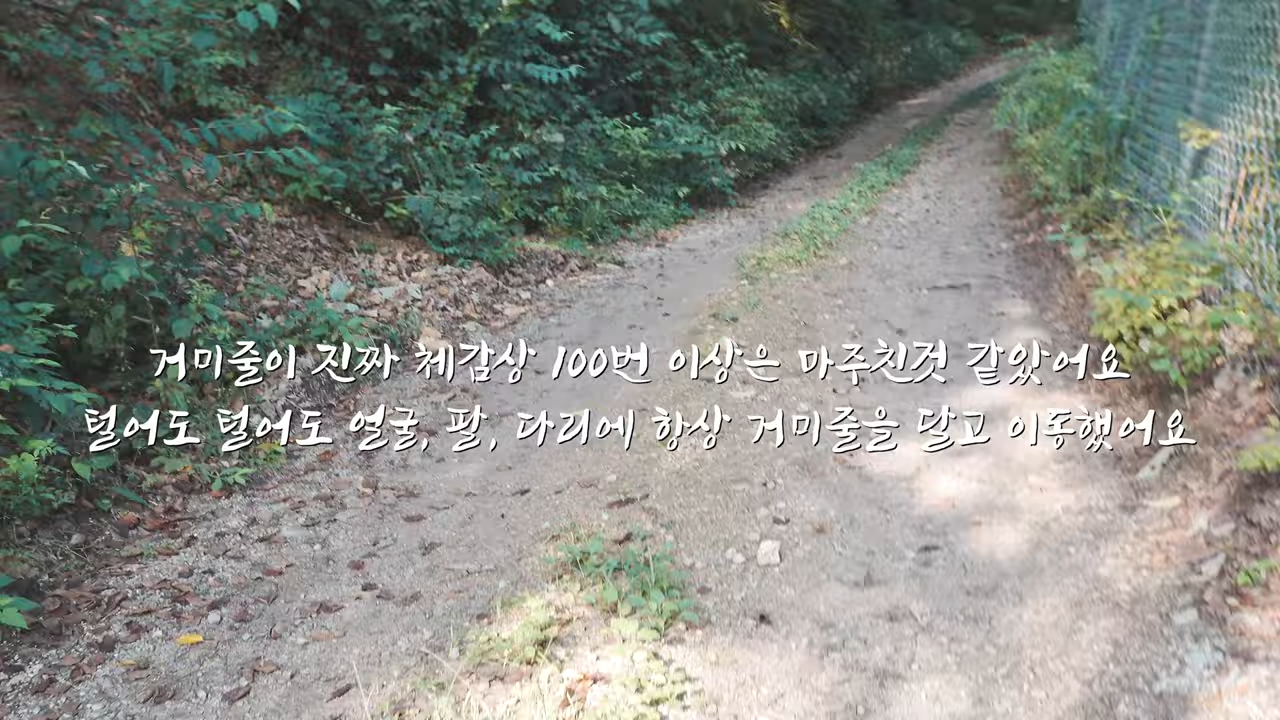 거미줄이 진짜 체감상 100번 이상은 마주친것 같았어요
털어도 털어도 얼굴, 팔, 다리에 항상 거미줄을 달고 이동했어요